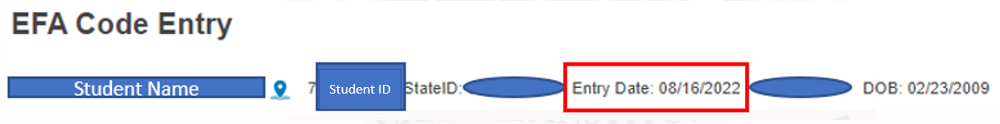 EFA Code Entry
Student Name 7 Student ID StateID: Entry Date: 08/16/2022 DOB: 02/23/2009